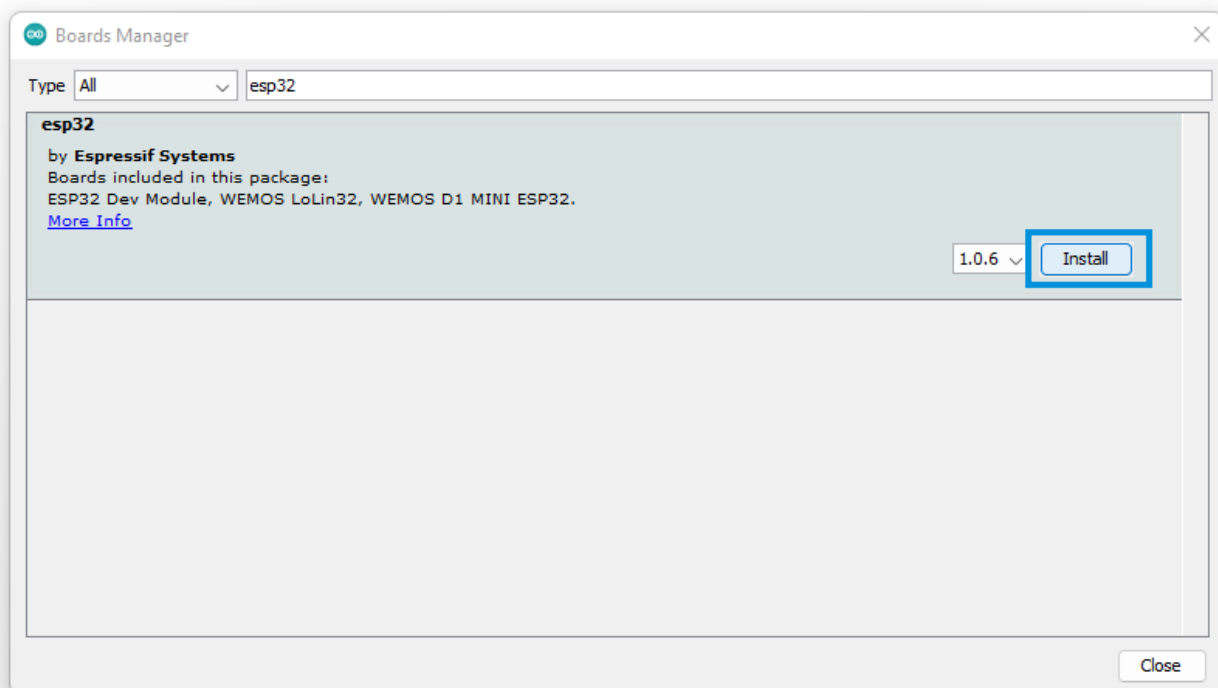 Boards Manager
Type All esp32
esp32
by Espressif Systems
Boards included in this package:
ESP32 Dev Module, WEMOS LoLin32, WEMOS D1 MINI ESP32.
More Info
1.0.6 Install
Close